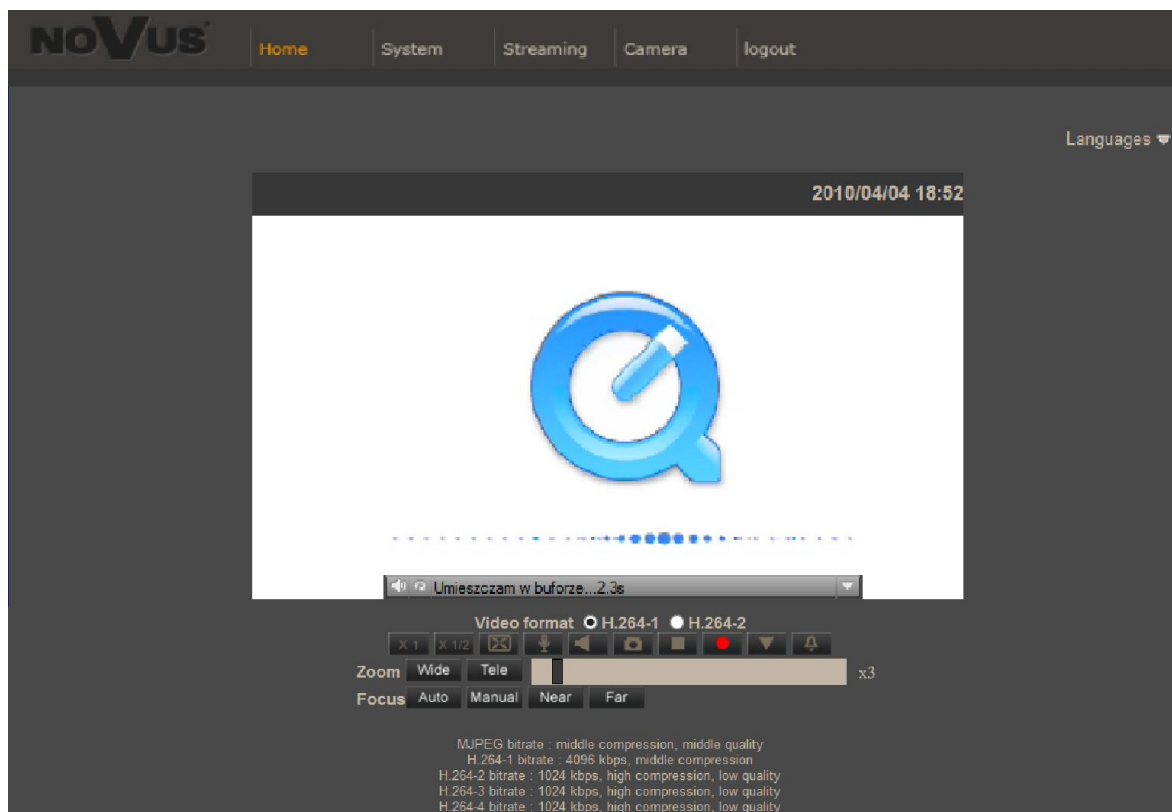 NOVUS
Home System Streaming Camera logout
Languages
2010/04/04 18:52
Umieszczam w buforze...2.3s
Video format H.264-1 H.264-2
X 1 X 1/2
Zoom Wide Tele x3
Focus Auto Manual Near Far
MJPEG bitrate : middle compression, middle quality
H.264-1 bitrate : 4096 kbps, middle compression
H.264-2 bitrate : 1024 kbps, high compression, low quality
H.264-3 bitrate : 1024 kbps, high compression, low quality
H.264-4 bitrate : 1024 kbps, high compression, low quality